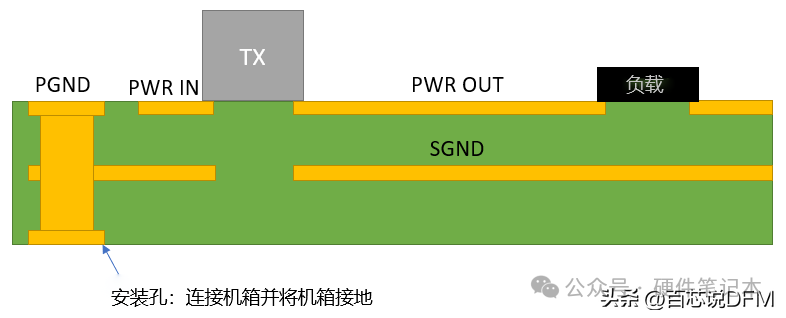 TX
PGND
PWR IN
PWR OUT
负载
SGND
安装孔：连接机箱并将机箱接地
公众号·硬件笔记本
头条 @百芯说DFM